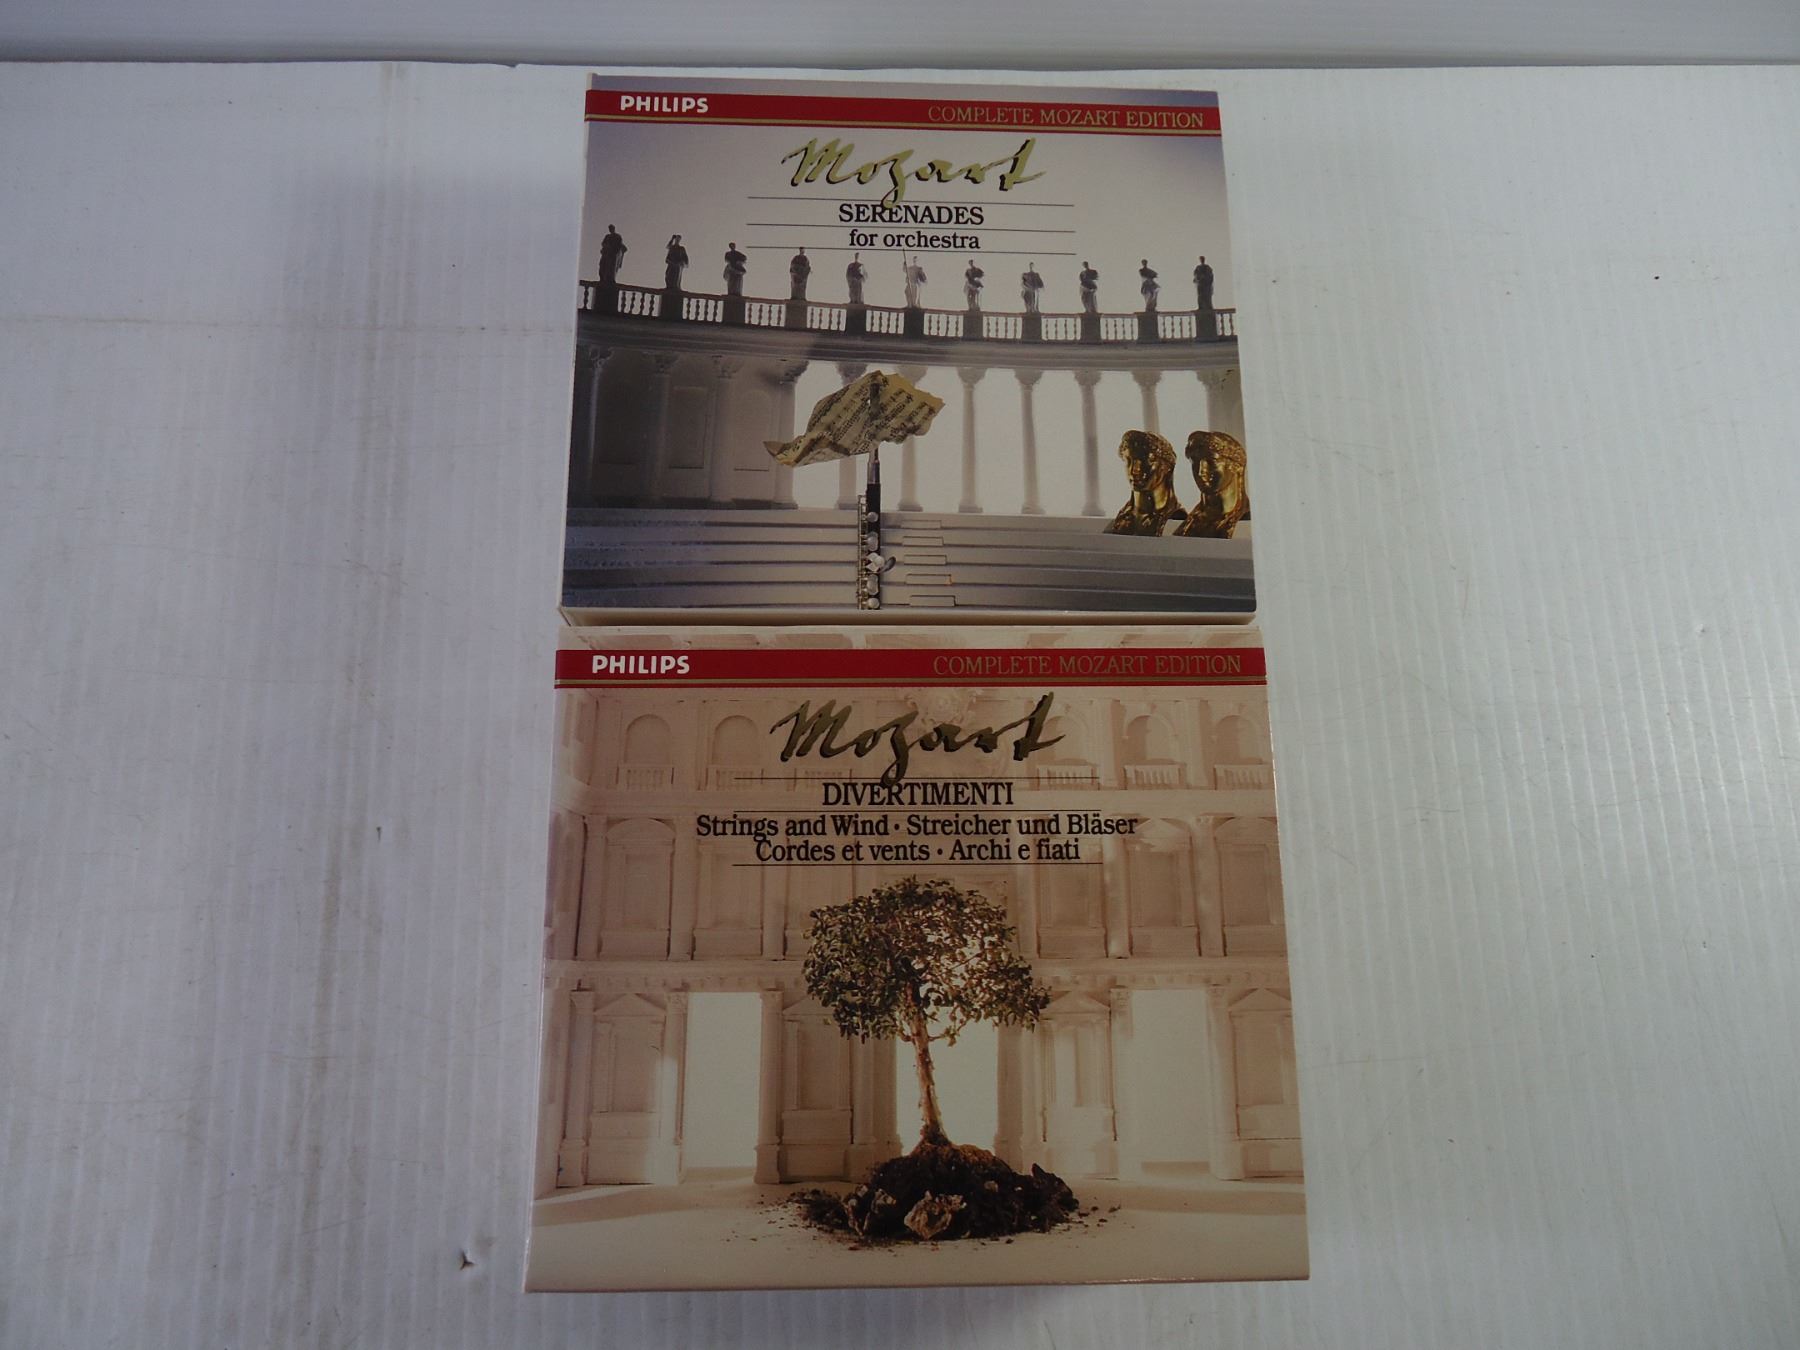 PHILIPS
COMPLETE MOZART EDITION
Mozart
SERENADES
for orchestra
PHILIPS
COMPLETE MOZART EDITION
Mozart
DIVERTIMENTI
Strings and Wind · Streicher und Bläser
Cordes et vents · Archi e fiati